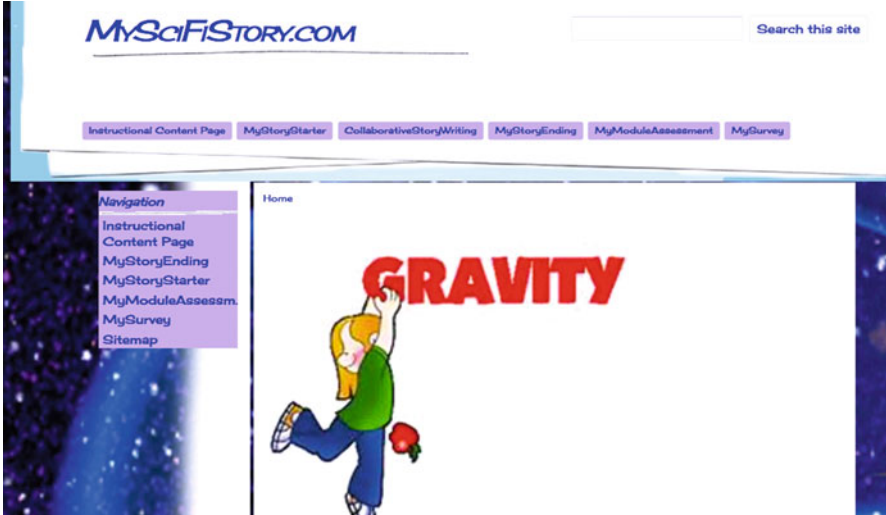 MySciFiStory.com
Search this site
Instructional Content Page MyStoryStarter CollaborativeStoryWriting MyStoryEnding MyModuleAssessment MySurvey
Navigation
Instructional
Content Page
MyStoryEnding
MyStoryStarter
MyModuleAssessm.
MySurvey
Sitemap
Home
GRAVITY